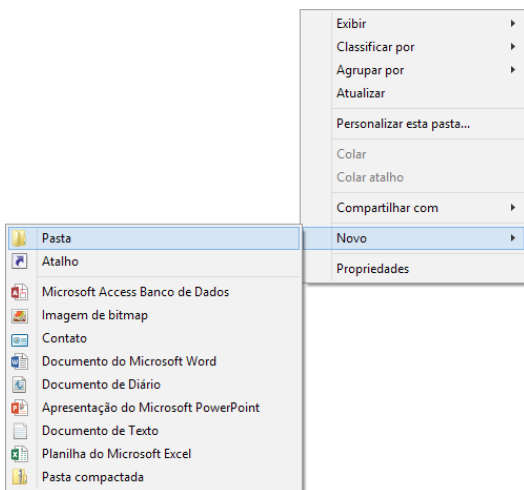 Exibir
Classificar por
Agrupar por
Atualizar
Personalizar esta pasta...
Colar
Colar atalho
Compartilhar com
Novo
Propriedades
Pasta
Atalho
Microsoft Access Banco de Dados
Imagem de bitmap
Contato
Documento do Microsoft Word
Documento de Diário
Apresentação do Microsoft PowerPoint
Documento de Texto
Planilha do Microsoft Excel
Pasta compactada